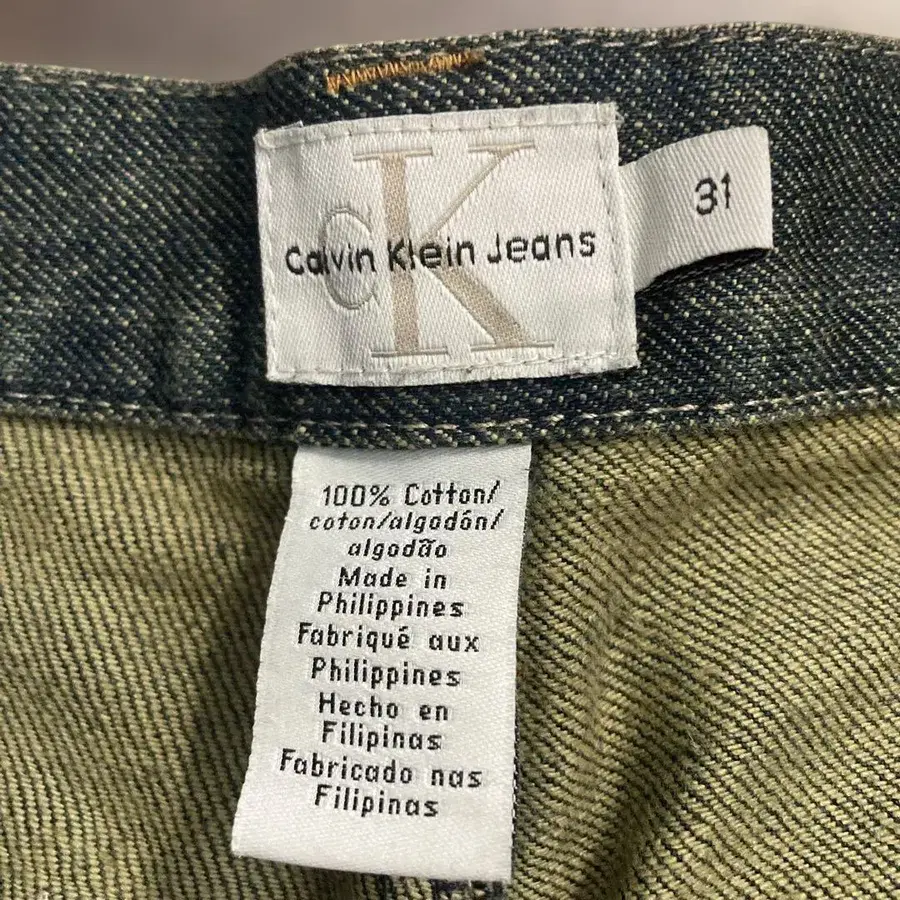 CK
Calvin Klein Jeans
31
100% Cotton/
coton/algodón/
algodão
Made in
Philippines
Fabriqué aux
Philippines
Hecho en
Filipinas
Fabricado nas
Filipinas